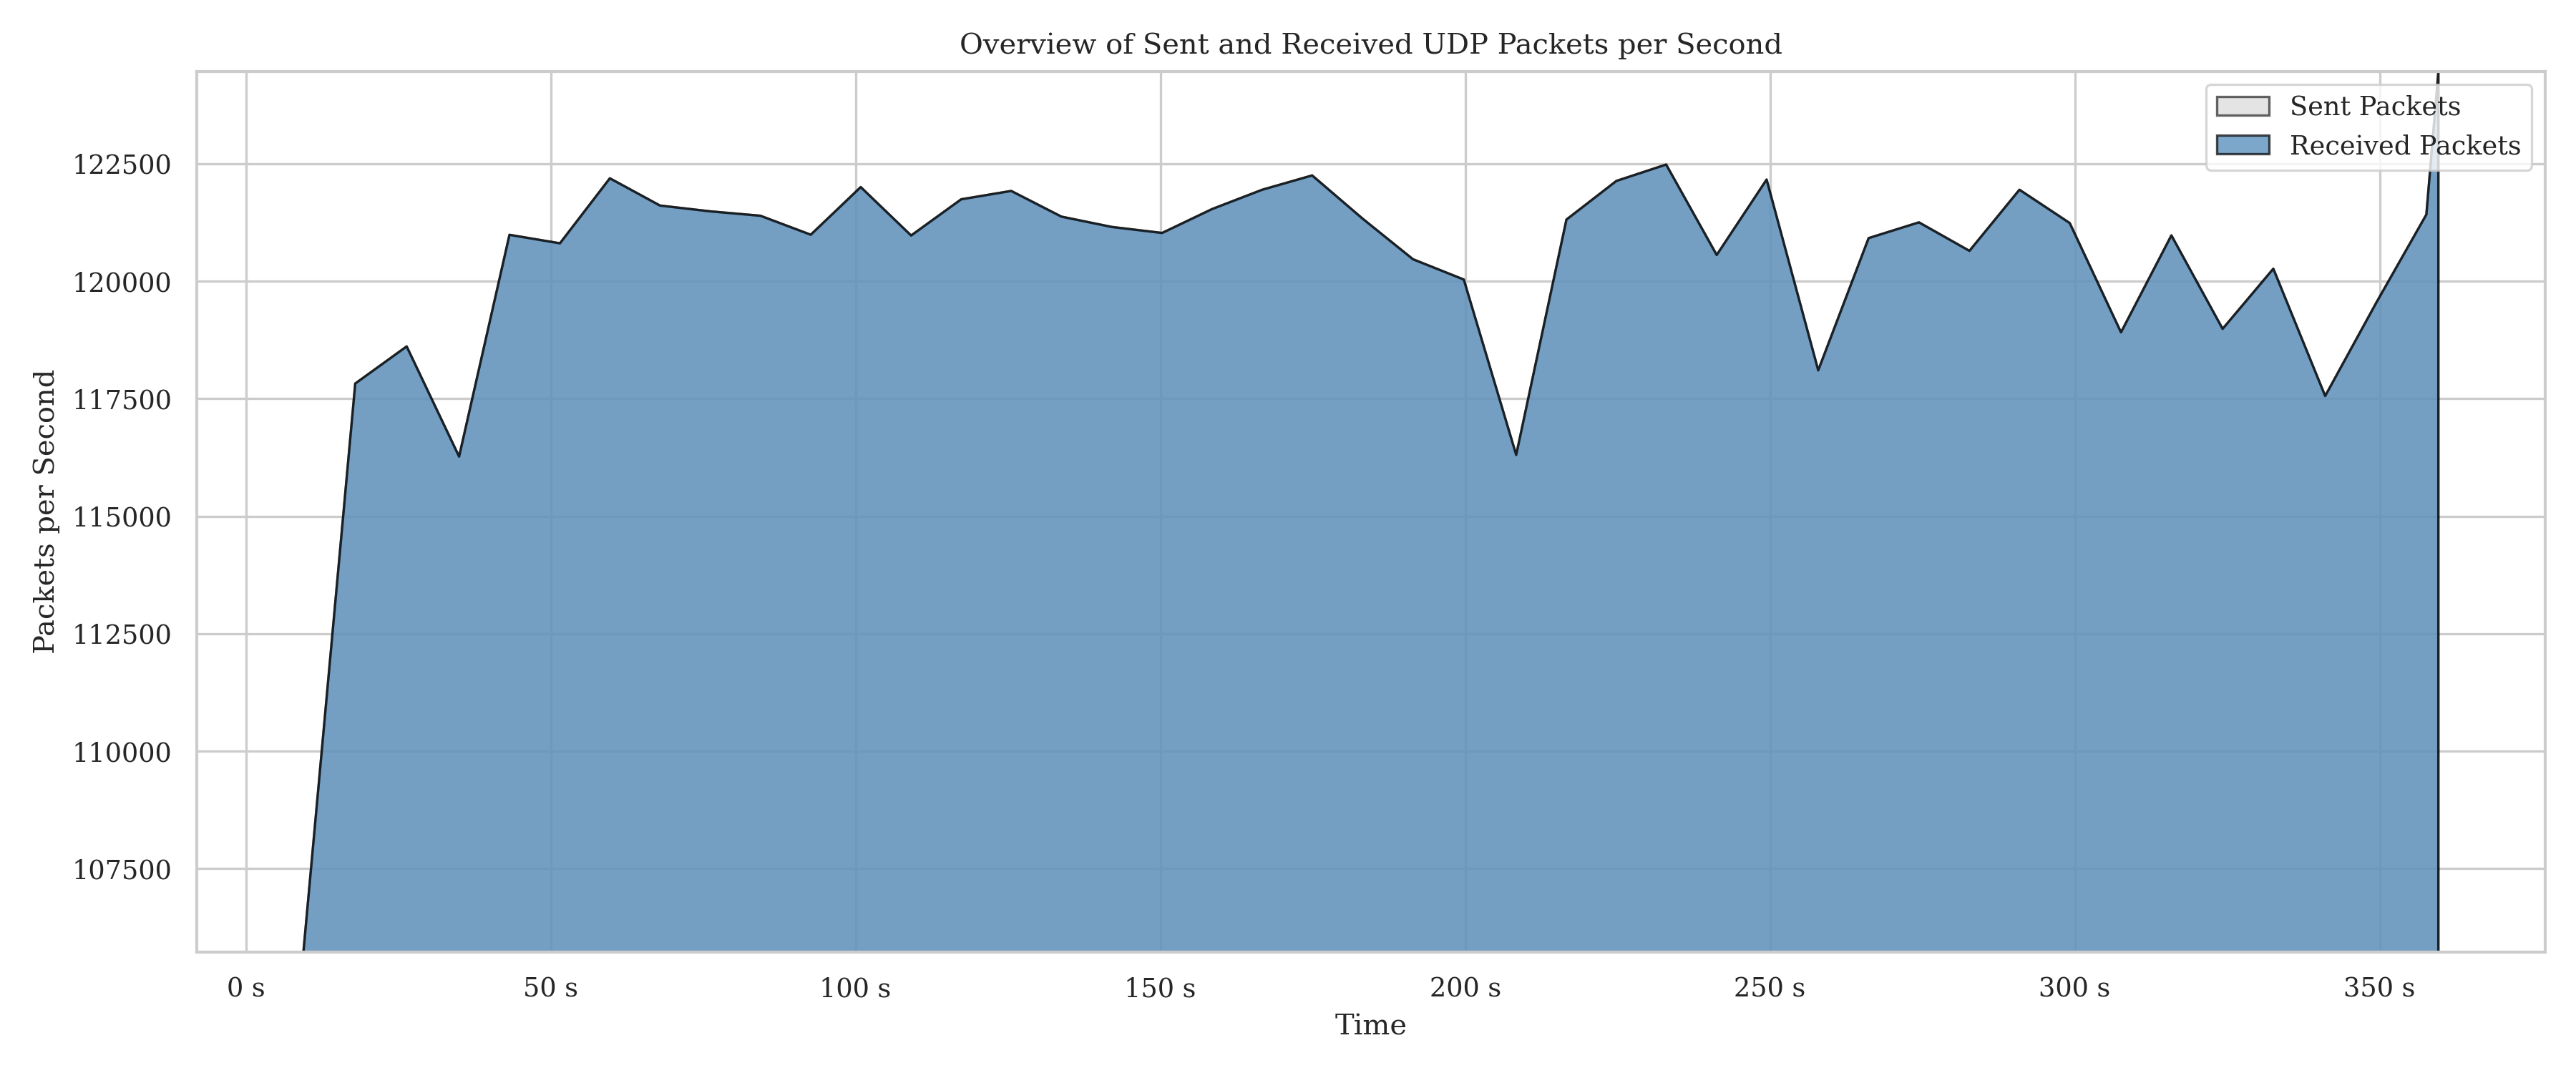 Overview of Sent and Received UDP Packets per Second
Sent Packets
Received Packets
Packets per Second
122500
120000
117500
115000
112500
110000
107500
0 s
50 s
100 s
150 s
200 s
250 s
300 s
350 s
Time